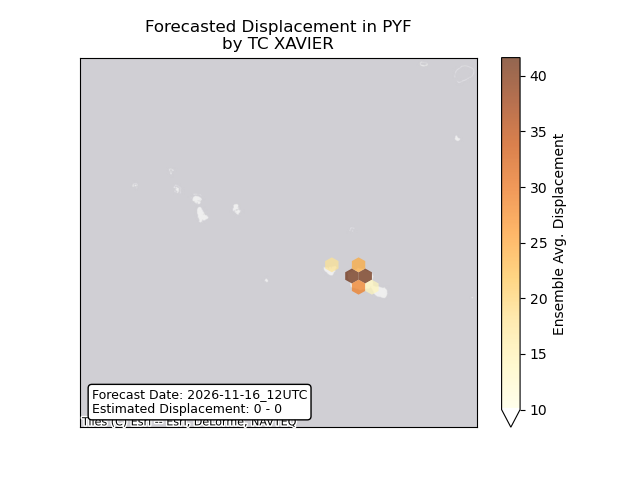 Forecasted Displacement in PYF
by TC XAVIER
40
35
30
25
20
15
10
Ensemble Avg. Displacement
Forecast Date: 2026-11-16_12UTC
Estimated Displacement: 0 - 0
Tiles (C) Esri -- Esri, DeLorme, NAVTEQ